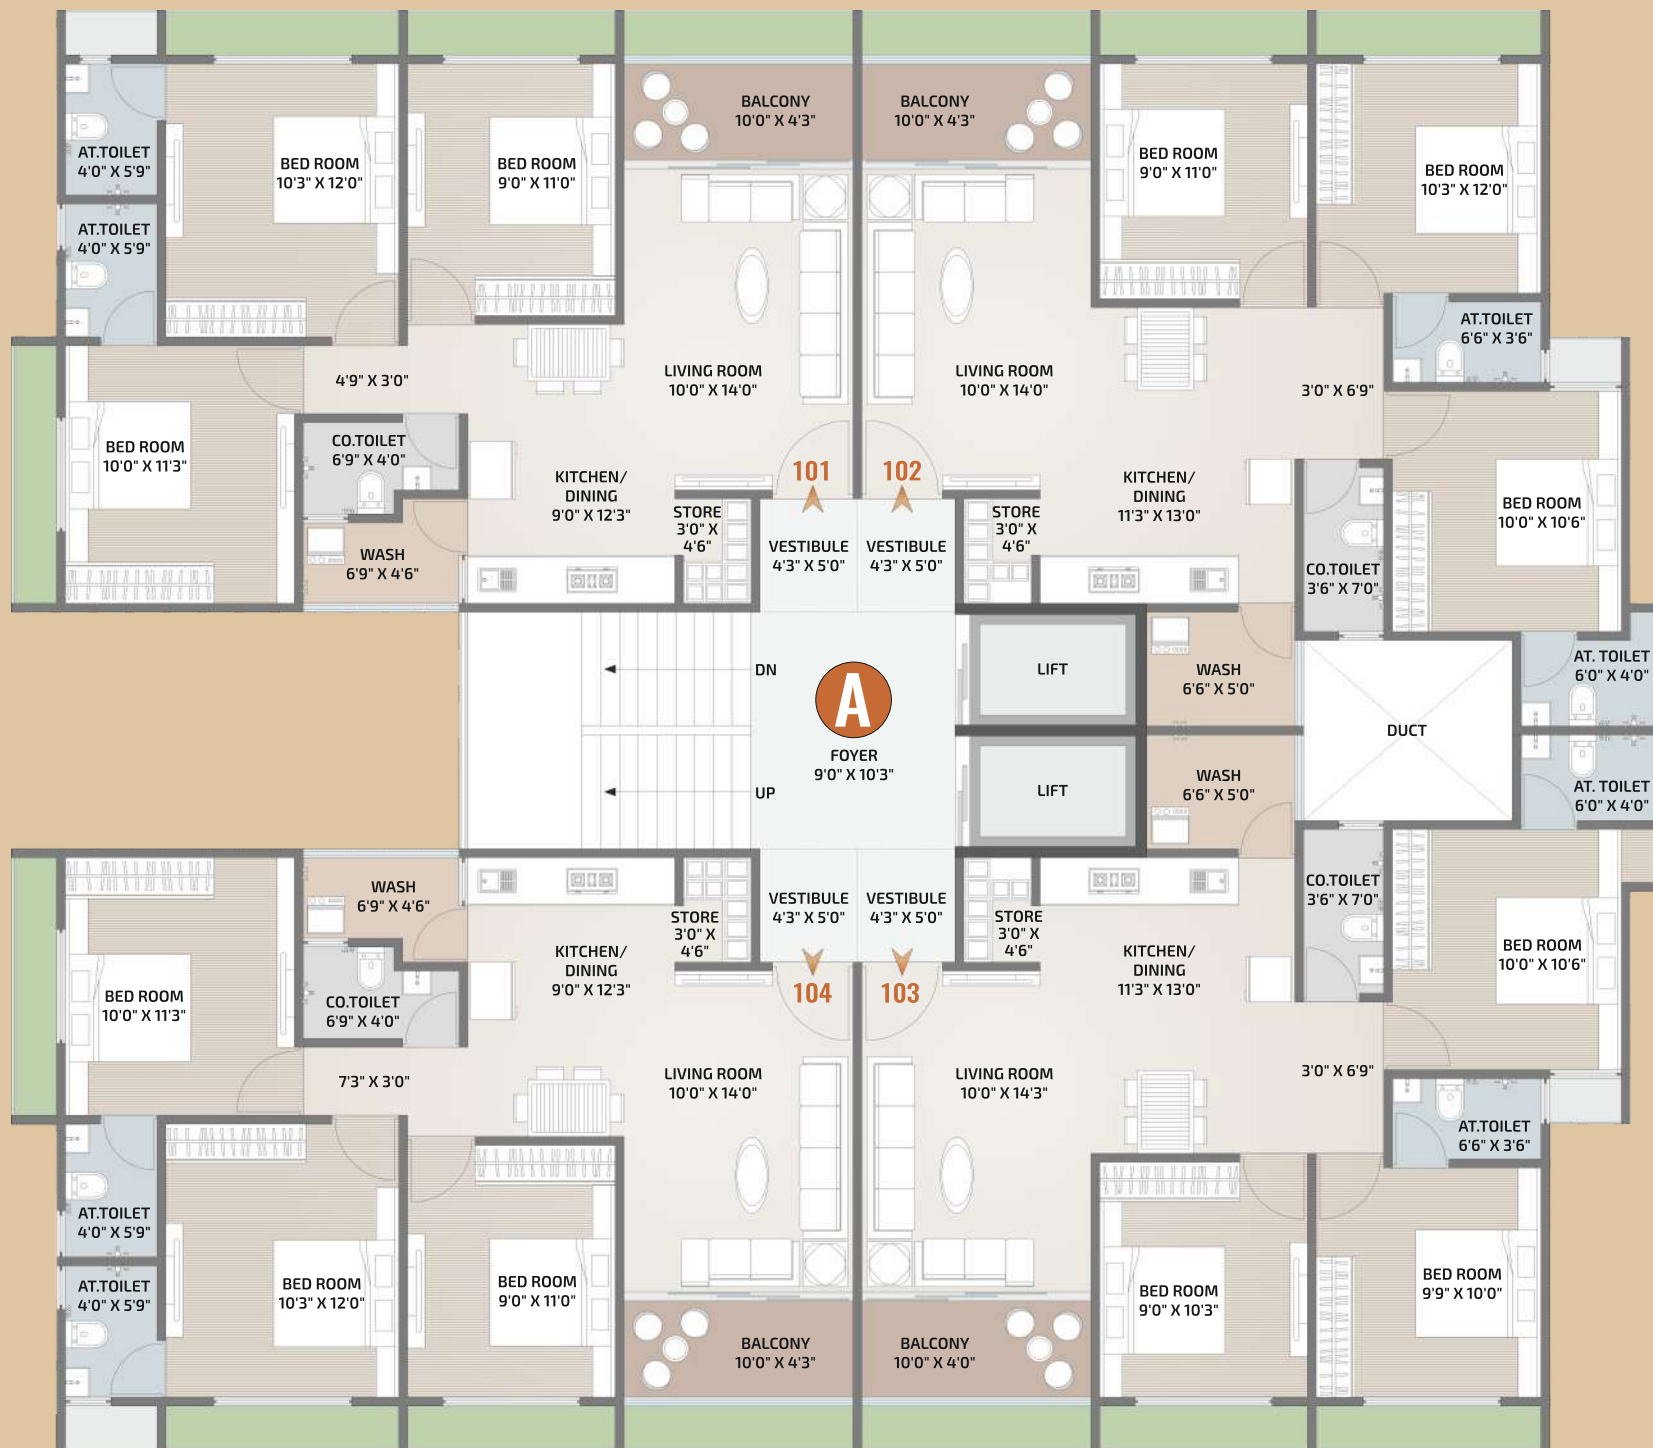 BALCONY
10'0" X 4'3"
BALCONY
10'0" X 4'3"
AT.TOILET
4'0" X 5'9"
BED ROOM
10'3" X 12'0"
BED ROOM
9'0" X 11'0"
BED ROOM
9'0" X 11'0"
BED ROOM
10'3" X 12'0"
AT.TOILET
4'0" X 5'9"
AT.TOILET
6'6" X 3'6"
4'9" X 3'0"
LIVING ROOM
10'0" X 14'0"
LIVING ROOM
10'0" X 14'0"
3'0" X 6'9"
BED ROOM
10'0" X 11'3"
CO.TOILET
6'9" X 4'0"
KITCHEN/
DINING
9'0" X 12'3"
101
102
KITCHEN/
DINING
11'3" X 13'0"
BED ROOM
10'0" X 10'6"
STORE
3'0" X
4'6"
VESTIBULE
4'3" X 5'0"
VESTIBULE
4'3" X 5'0"
STORE
3'0" X
4'6"
WASH
6'9" X 4'6"
CO.TOILET
3'6" X 7'0"
DN
LIFT
WASH
6'6" X 5'0"
AT. TOILET
6'0" X 4'0"
A
FOYER
9'0" X 10'3"
DUCT
UP
LIFT
WASH
6'6" X 5'0"
AT. TOILET
6'0" X 4'0"
WASH
6'9" X 4'6"
STORE
3'0" X
4'6"
VESTIBULE
4'3" X 5'0"
VESTIBULE
4'3" X 5'0"
STORE
3'0" X
4'6"
CO.TOILET
3'6" X 7'0"
BED ROOM
10'0" X 11'3"
CO.TOILET
6'9" X 4'0"
KITCHEN/
DINING
9'0" X 12'3"
104
103
KITCHEN/
DINING
11'3" X 13'0"
BED ROOM
10'0" X 10'6"
7'3" X 3'0"
LIVING ROOM
10'0" X 14'0"
LIVING ROOM
10'0" X 14'3"
3'0" X 6'9"
AT.TOILET
6'6" X 3'6"
AT.TOILET
4'0" X 5'9"
AT.TOILET
4'0" X 5'9"
BED ROOM
10'3" X 12'0"
BED ROOM
9'0" X 11'0"
BED ROOM
9'0" X 10'3"
BED ROOM
9'9" X 10'0"
BALCONY
10'0" X 4'3"
BALCONY
10'0" X 4'0"